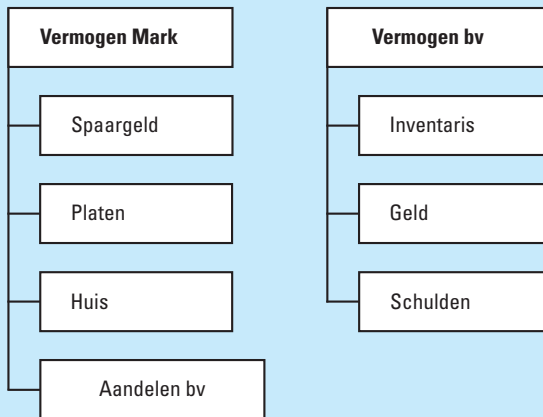 Vermogen Mark
Spaargeld
Platen
Huis
Aandelen bv
Vermogen bv
Inventaris
Geld
Schulden